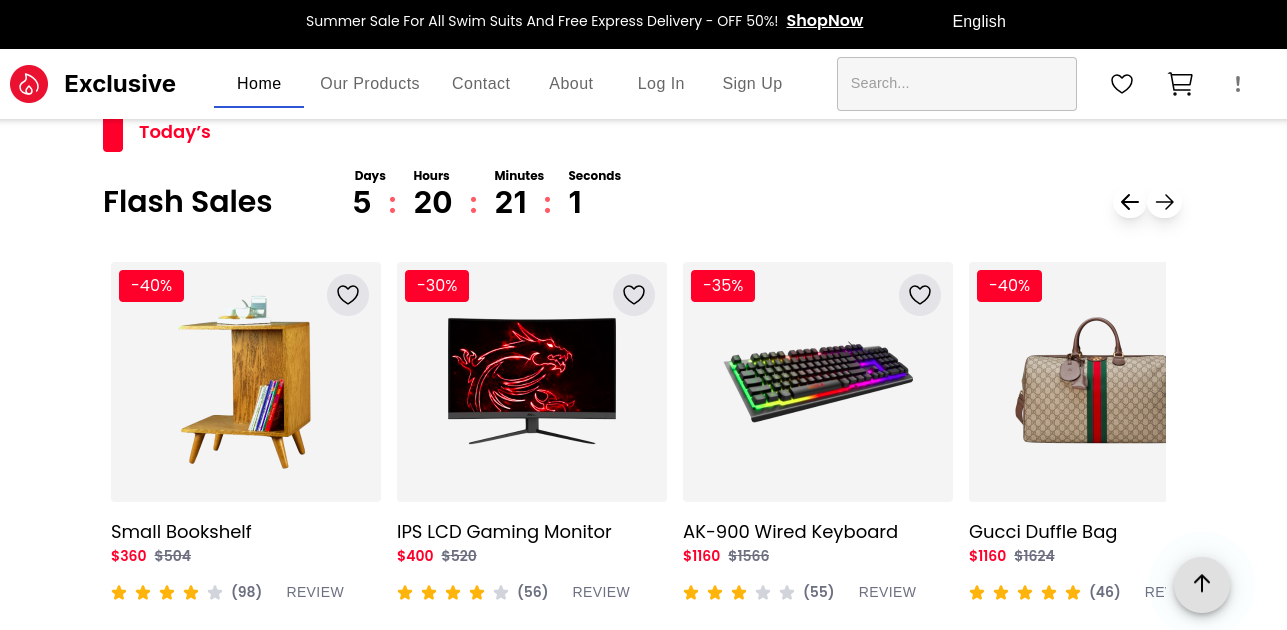 Summer Sale For All Swim Suits And Free Express Delivery - OFF 50%! ShopNow English
Exclusive Home Our Products Contact About Log In Sign Up Search...
Today's
Days Hours Minutes Seconds
Flash Sales 5 : 20 : 21 : 1
-40% -30% -35% -40%
Small Bookshelf IPS LCD Gaming Monitor AK-900 Wired Keyboard Gucci Duffle Bag
$360 $504 $400 $520 $1160 $1566 $1160 $1624
(98) REVIEW (56) REVIEW (55) REVIEW (46) RE